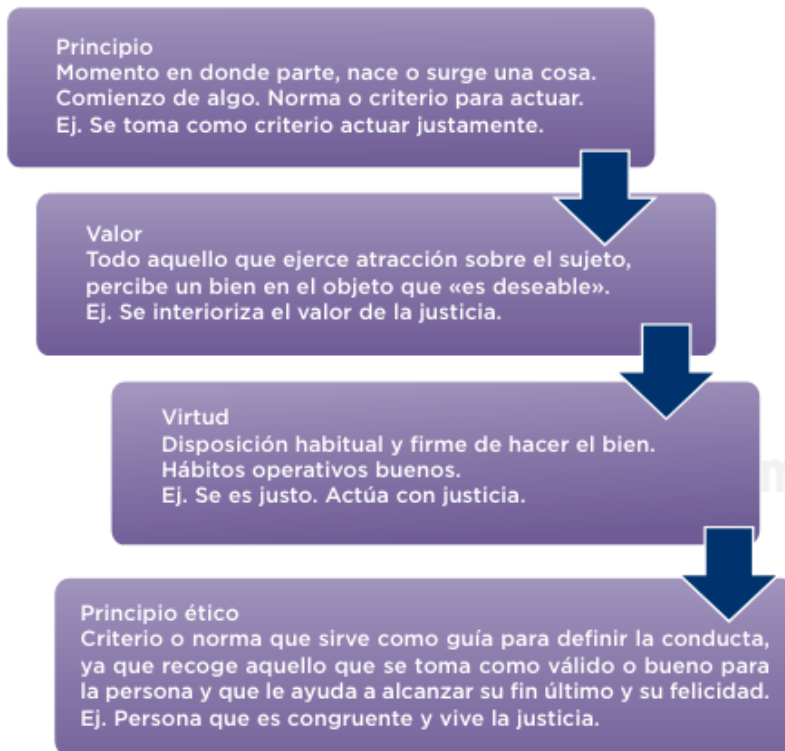 Principio
Momento en donde parte, nace o surge una cosa.
Comienzo de algo. Norma o criterio para actuar.
Ej. Se toma como criterio actuar justamente.
Valor
Todo aquello que ejerce atracción sobre el sujeto,
percibe un bien en el objeto que «es deseable».
Ej. Se interioriza el valor de la justicia.
Virtud
Disposición habitual y firme de hacer el bien.
Hábitos operativos buenos.
Ej. Se es justo. Actúa con justicia.
Principio ético
Criterio o norma que sirve como guía para definir la conducta,
ya que recoge aquello que se toma como válido o bueno para
la persona y que le ayuda a alcanzar su fin último y su felicidad.
Ej. Persona que es congruente y vive la justicia.